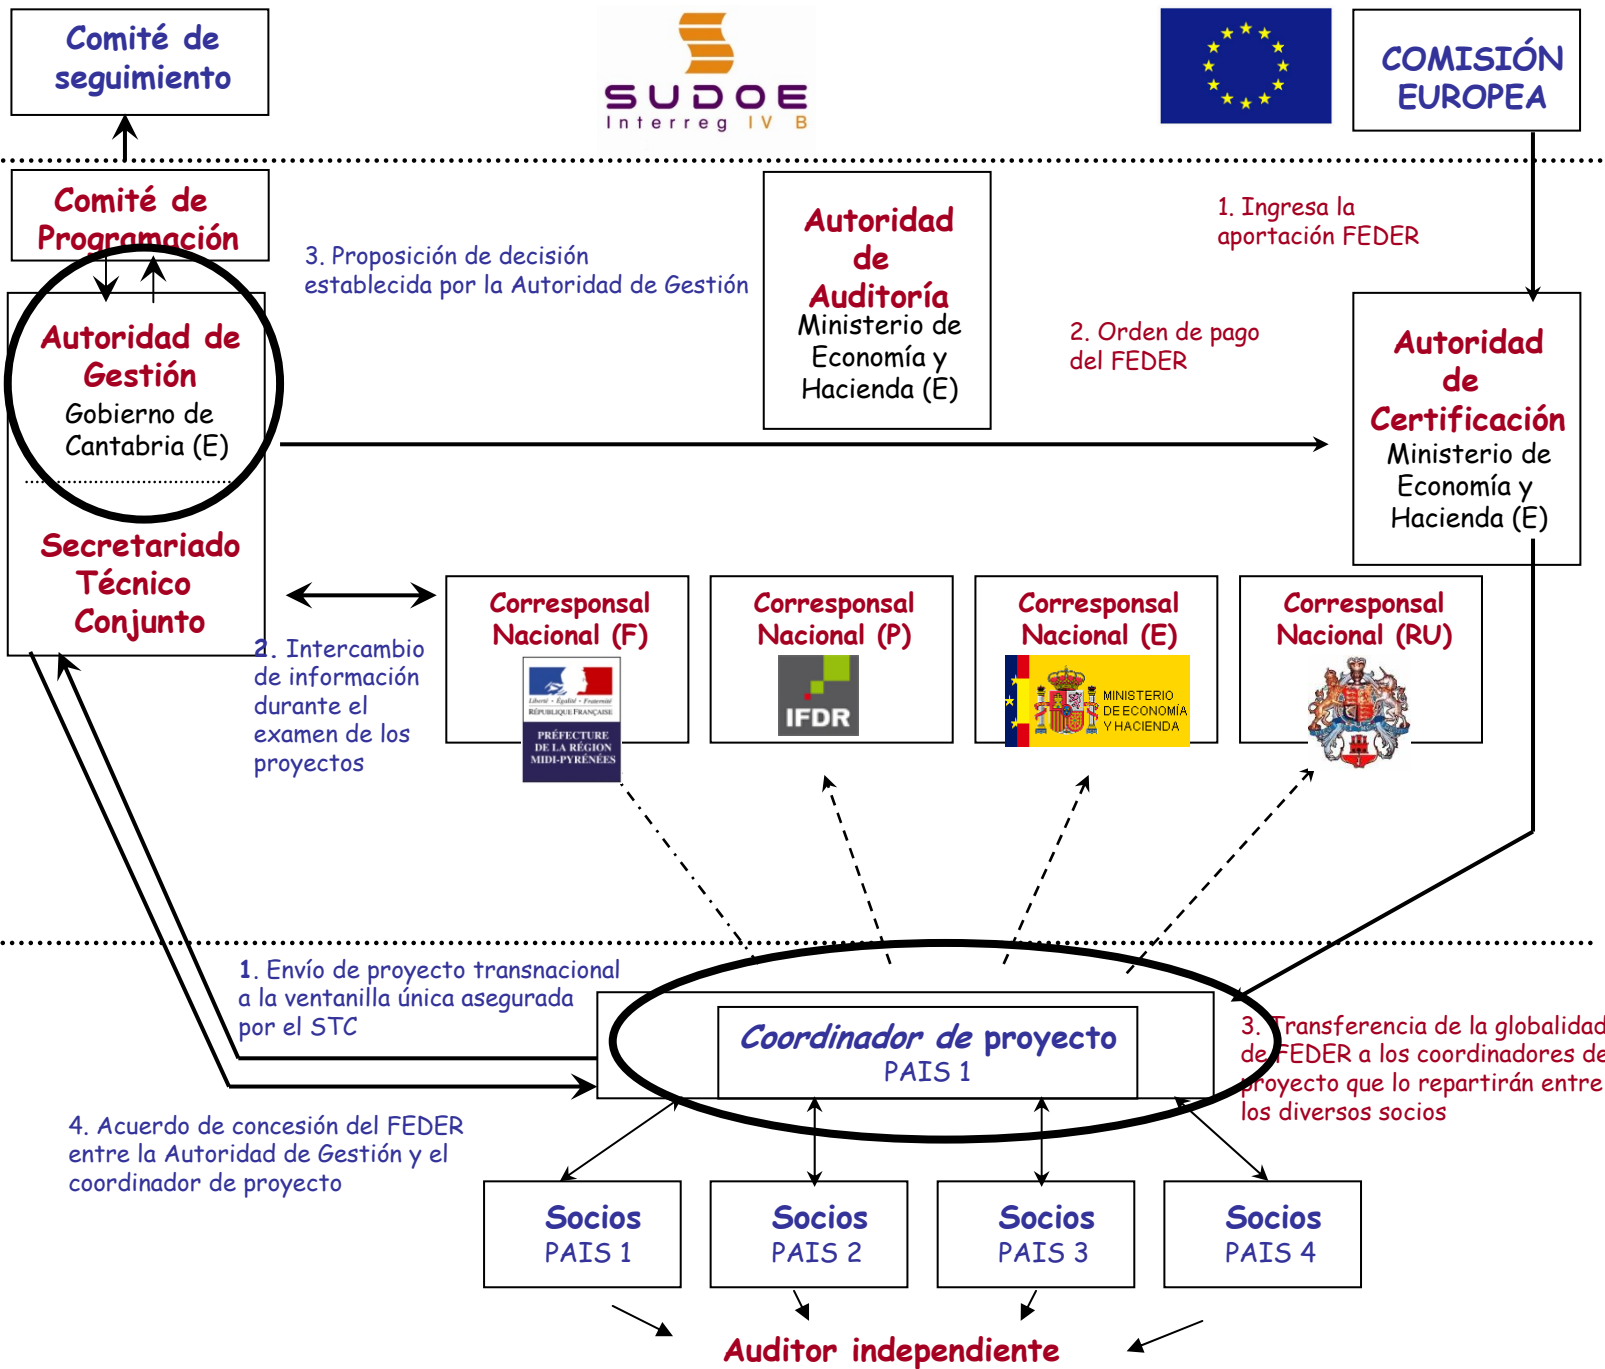 Comité de
seguimiento
SUDOE
Interreg IV B
COMISIÓN
EUROPEA
Comité de
Programación
3. Proposición de decisión
establecida por la Autoridad de Gestión
Autoridad
de
Auditoría
Ministerio de
Economía y
Hacienda (E)
1. Ingresa la
aportación FEDER
2. Orden de pago
del FEDER
Autoridad de
Gestión
Gobierno de
Cantabria (E)
Autoridad
de
Certificación
Ministerio de
Economía y
Hacienda (E)
Secretariado
Técnico
Conjunto
2. Intercambio
de información
durante el
examen de los
proyectos
Corresponsal
Nacional (F)
Liberté • Égalité • Fraternité
RÉPUBLIQUE FRANÇAISE
PRÉFECTURE
DE LA RÉGION
MIDI-PYRÉNÉES
Corresponsal
Nacional (P)
IFDR
Corresponsal
Nacional (E)
MINISTERIO
DE ECONOMÍA
Y HACIENDA
Corresponsal
Nacional (RU)
1. Envío de proyecto transnacional
a la ventanilla única asegurada
por el STC
Coordinador de proyecto
PAIS 1
3. Transferencia de la globalidad
de FEDER a los coordinadores de
proyecto que lo repartirán entre
los diversos socios
4. Acuerdo de concesión del FEDER
entre la Autoridad de Gestión y el
coordinador de proyecto
Socios
PAIS 1
Socios
PAIS 2
Socios
PAIS 3
Socios
PAIS 4
Auditor independiente